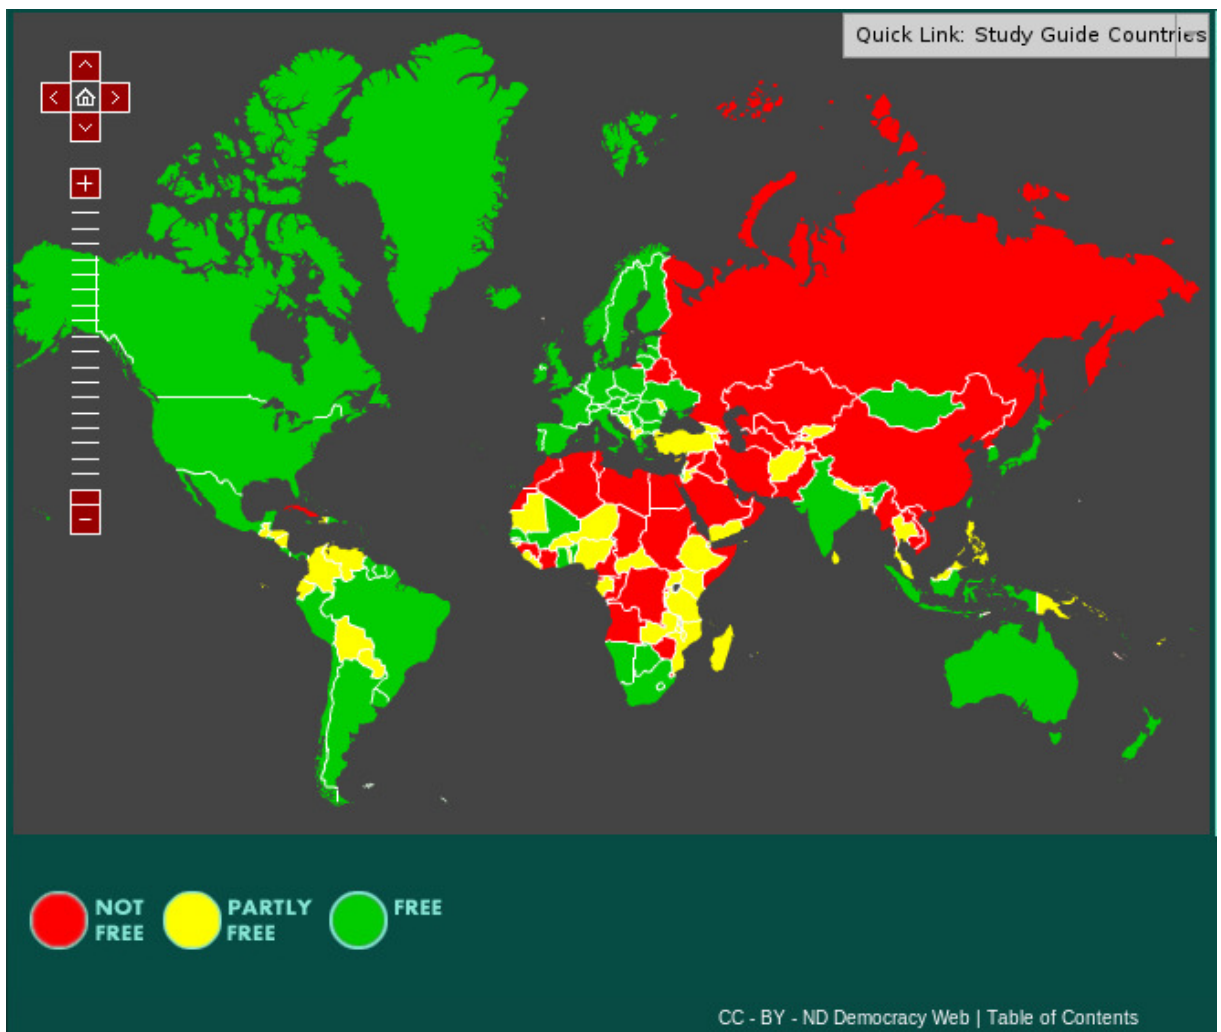 Quick Link: Study Guide Countries
NOT
FREE
PARTLY
FREE
FREE
CC - BY - ND Democracy Web | Table of Contents